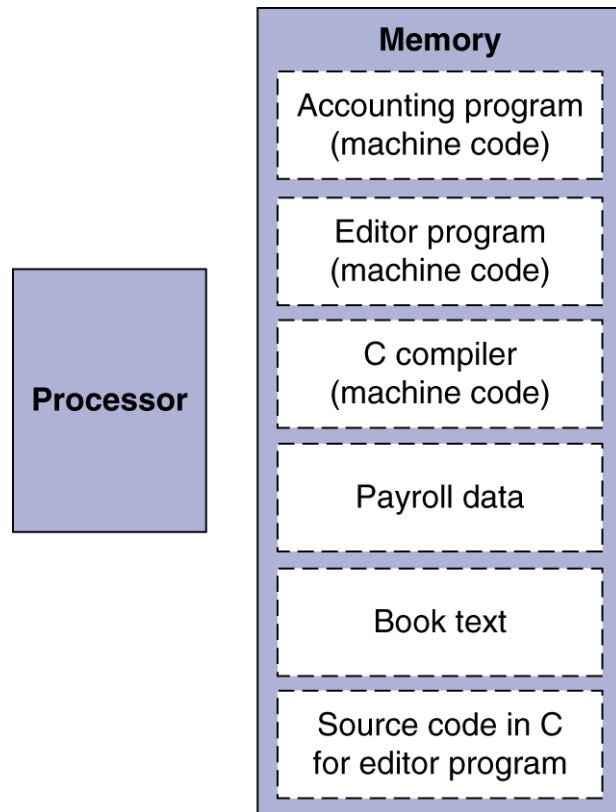 Memory
Accounting program
(machine code)
Editor program
(machine code)
C compiler
(machine code)
Processor
Payroll data
Book text
Source code in C
for editor program